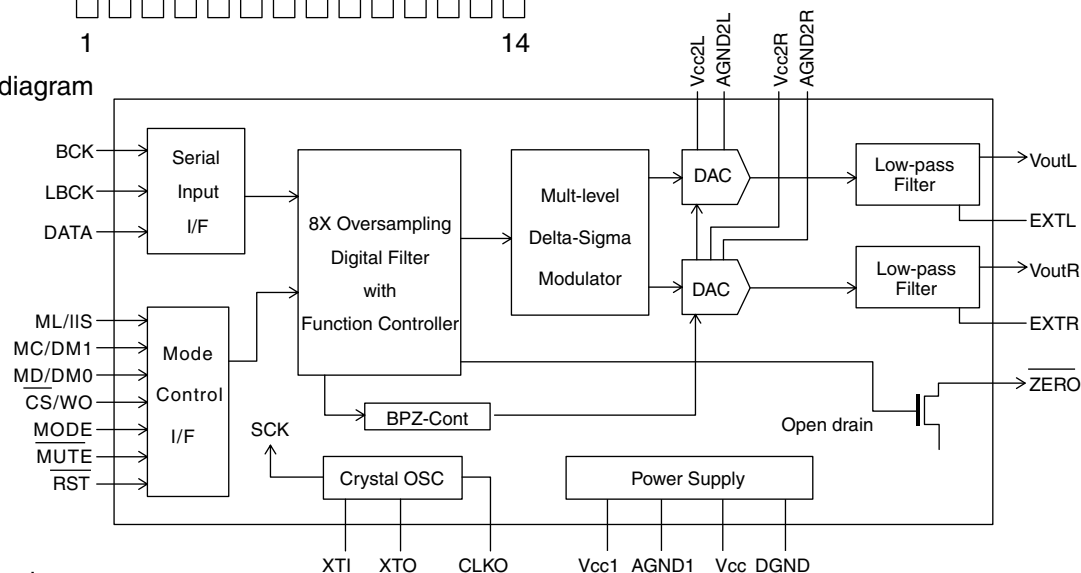 1
14
diagram
Vcc2L
AGND2L
Vcc2R
AGND2R
BCK
LBCK
DATA
Serial
Input
I/F
8X Oversampling
Digital Filter
with
Function Controller
Mult-level
Delta-Sigma
Modulator
DAC
DAC
Low-pass
Filter
Low-pass
Filter
VoutL
EXTL
VoutR
EXTR
ZERO
ML/IIS
MC/DM1
MD/DM0
CS/WO
MODE
MUTE
RST
Mode
Control
I/F
BPZ-Cont
Open drain
SCK
Crystal OSC
Power Supply
XTI
XTO
CLKO
Vcc1
AGND1
Vcc
DGND